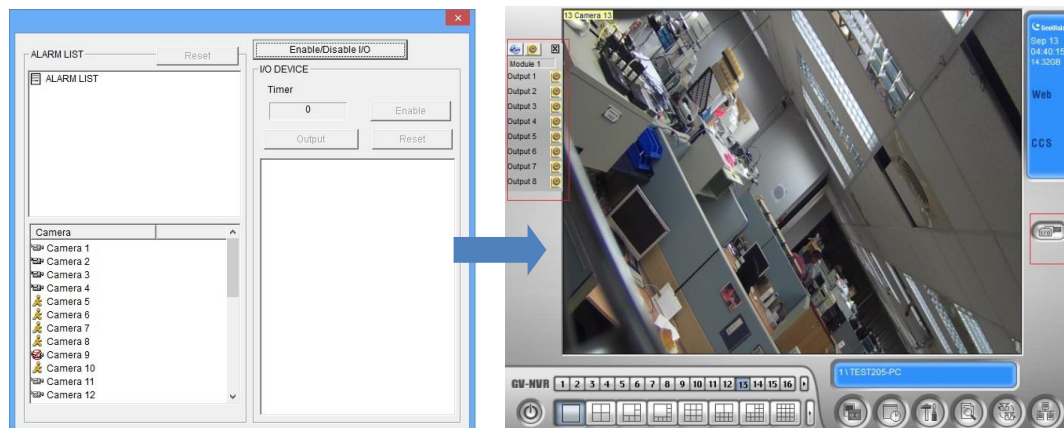 ALARM LIST
Reset
ALARM LIST
Camera
Camera 1
Camera 2
Camera 3
Camera 4
Camera 5
Camera 6
Camera 7
Camera 8
Camera 9
Camera 10
Camera 11
Camera 12
Enable/Disable I/O
I/O DEVICE
Timer
0
Enable
Output
Reset
13 Camera 13
Module 1
Output 1
Output 2
Output 3
Output 4
Output 5
Output 6
Output 7
Output 8
Sep 13
04:40:15
14.32GB
Web
CCS
I/O
1 \ TEST205-PC
GV-NVR 1 2 3 4 5 6 7 8 9 10 11 12 13 14 15 16